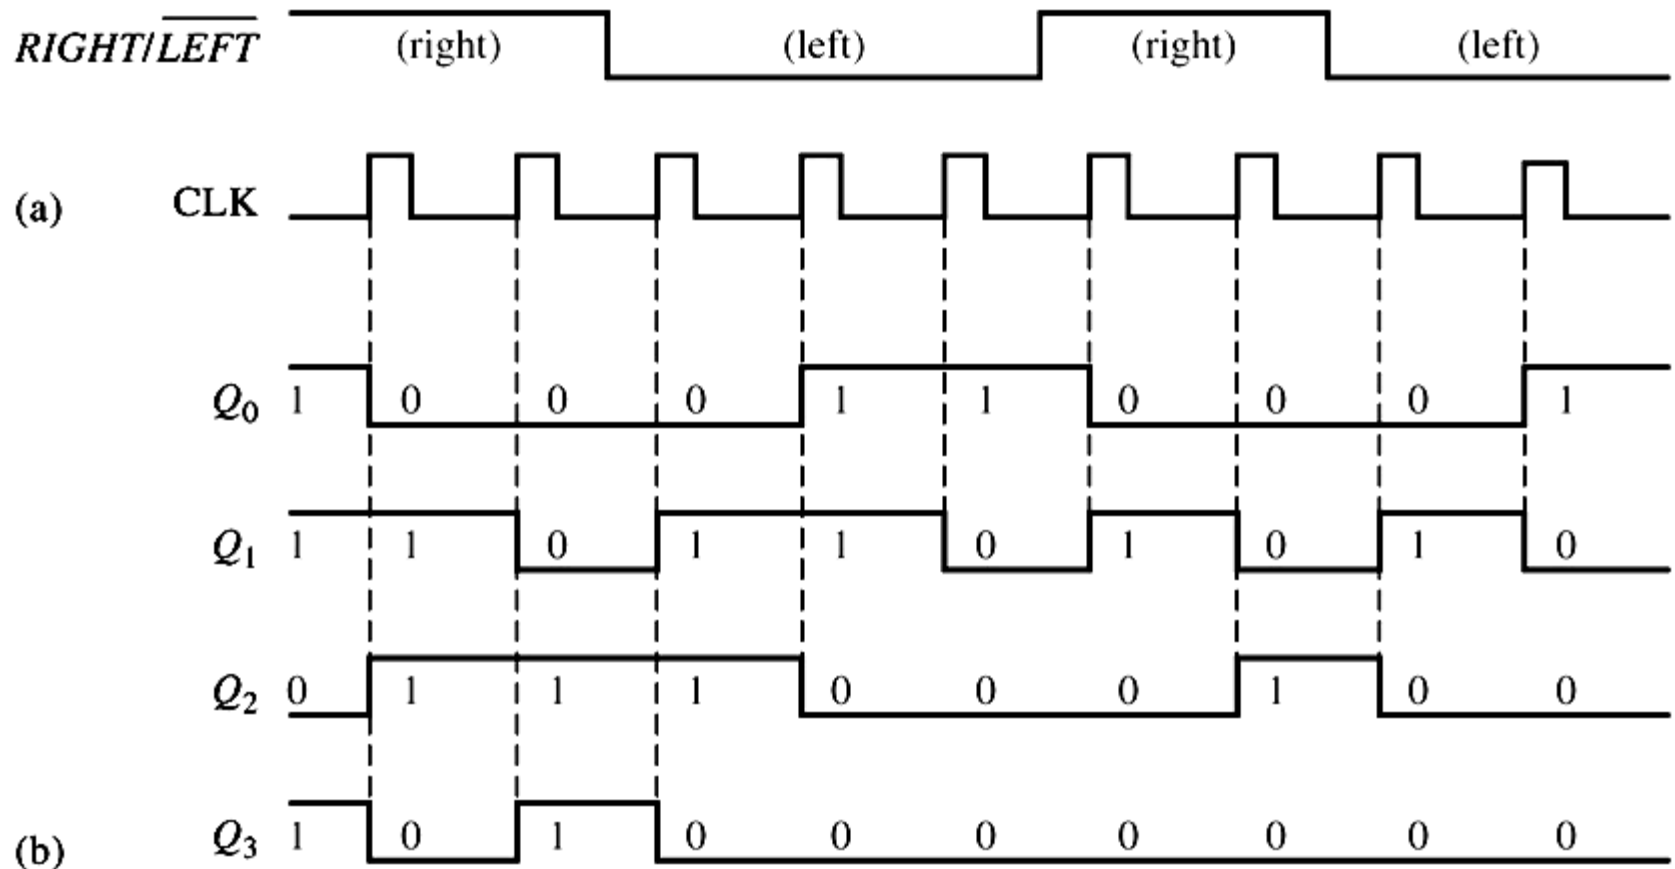 RIGHT/LEFT (right) (left) (right) (left)
(a) CLK
Q0 1 0 0 0 1 1 0 0 0 1
Q1 1 1 0 1 1 0 1 0 1 0
Q2 0 1 1 1 0 0 0 1 0 0
(b) Q3 1 0 1 0 0 0 0 0 0 0